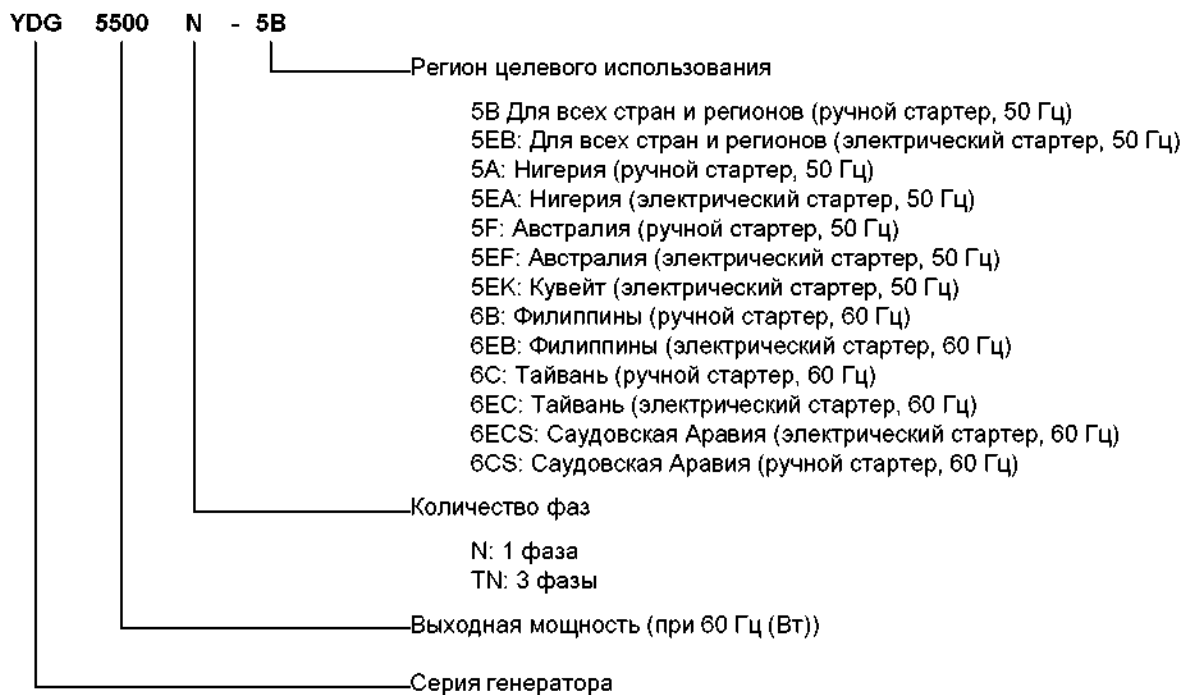 YDG 5500 N - 5B
Регион целевого использования
5B Для всех стран и регионов (ручной стартер, 50 Гц)
5EB: Для всех стран и регионов (электрический стартер, 50 Гц)
5A: Нигерия (ручной стартер, 50 Гц)
5EA: Нигерия (электрический стартер, 50 Гц)
5F: Австралия (ручной стартер, 50 Гц)
5EF: Австралия (электрический стартер, 50 Гц)
5EK: Кувейт (электрический стартер, 50 Гц)
6B: Филиппины (ручной стартер, 60 Гц)
6EB: Филиппины (электрический стартер, 60 Гц)
6C: Тайвань (ручной стартер, 60 Гц)
6EC: Тайвань (электрический стартер, 60 Гц)
6ECS: Саудовская Аравия (электрический стартер, 60 Гц)
6CS: Саудовская Аравия (ручной стартер, 60 Гц)
Количество фаз
N: 1 фаза
TN: 3 фазы
Выходная мощность (при 60 Гц (Вт))
Серия генератора